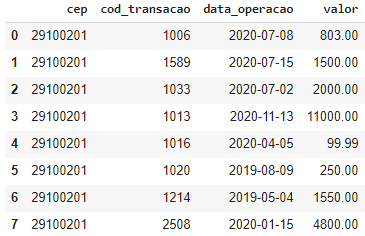 cep cod_transacao data_operacao valor
0 29100201 1006 2020-07-08 803.00
1 29100201 1589 2020-07-15 1500.00
2 29100201 1033 2020-07-02 2000.00
3 29100201 1013 2020-11-13 11000.00
4 29100201 1016 2020-04-05 99.99
5 29100201 1020 2019-08-09 250.00
6 29100201 1214 2019-05-04 1550.00
7 29100201 2508 2020-01-15 4800.00